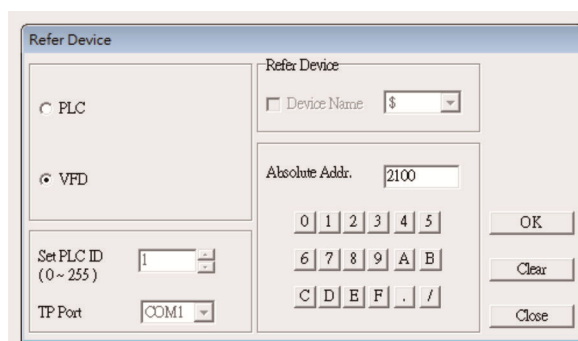 Refer Device
PLC
VFD
Set PLC ID
(0~255)
1
TP Port
COM1
Refer Device
Device Name
$
Absolute Addr.
2100
0 1 2 3 4 5
6 7 8 9 A B
C D E F . /
OK
Clear
Close